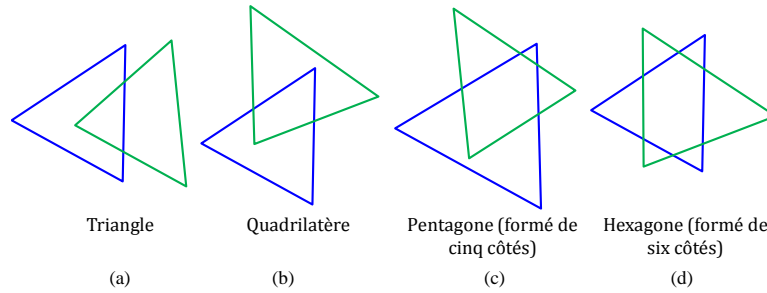 Triangle
Quadrilatère
Pentagone (formé de
cinq côtés)
Hexagone (formé de
six côtés)
(a)
(b)
(c)
(d)